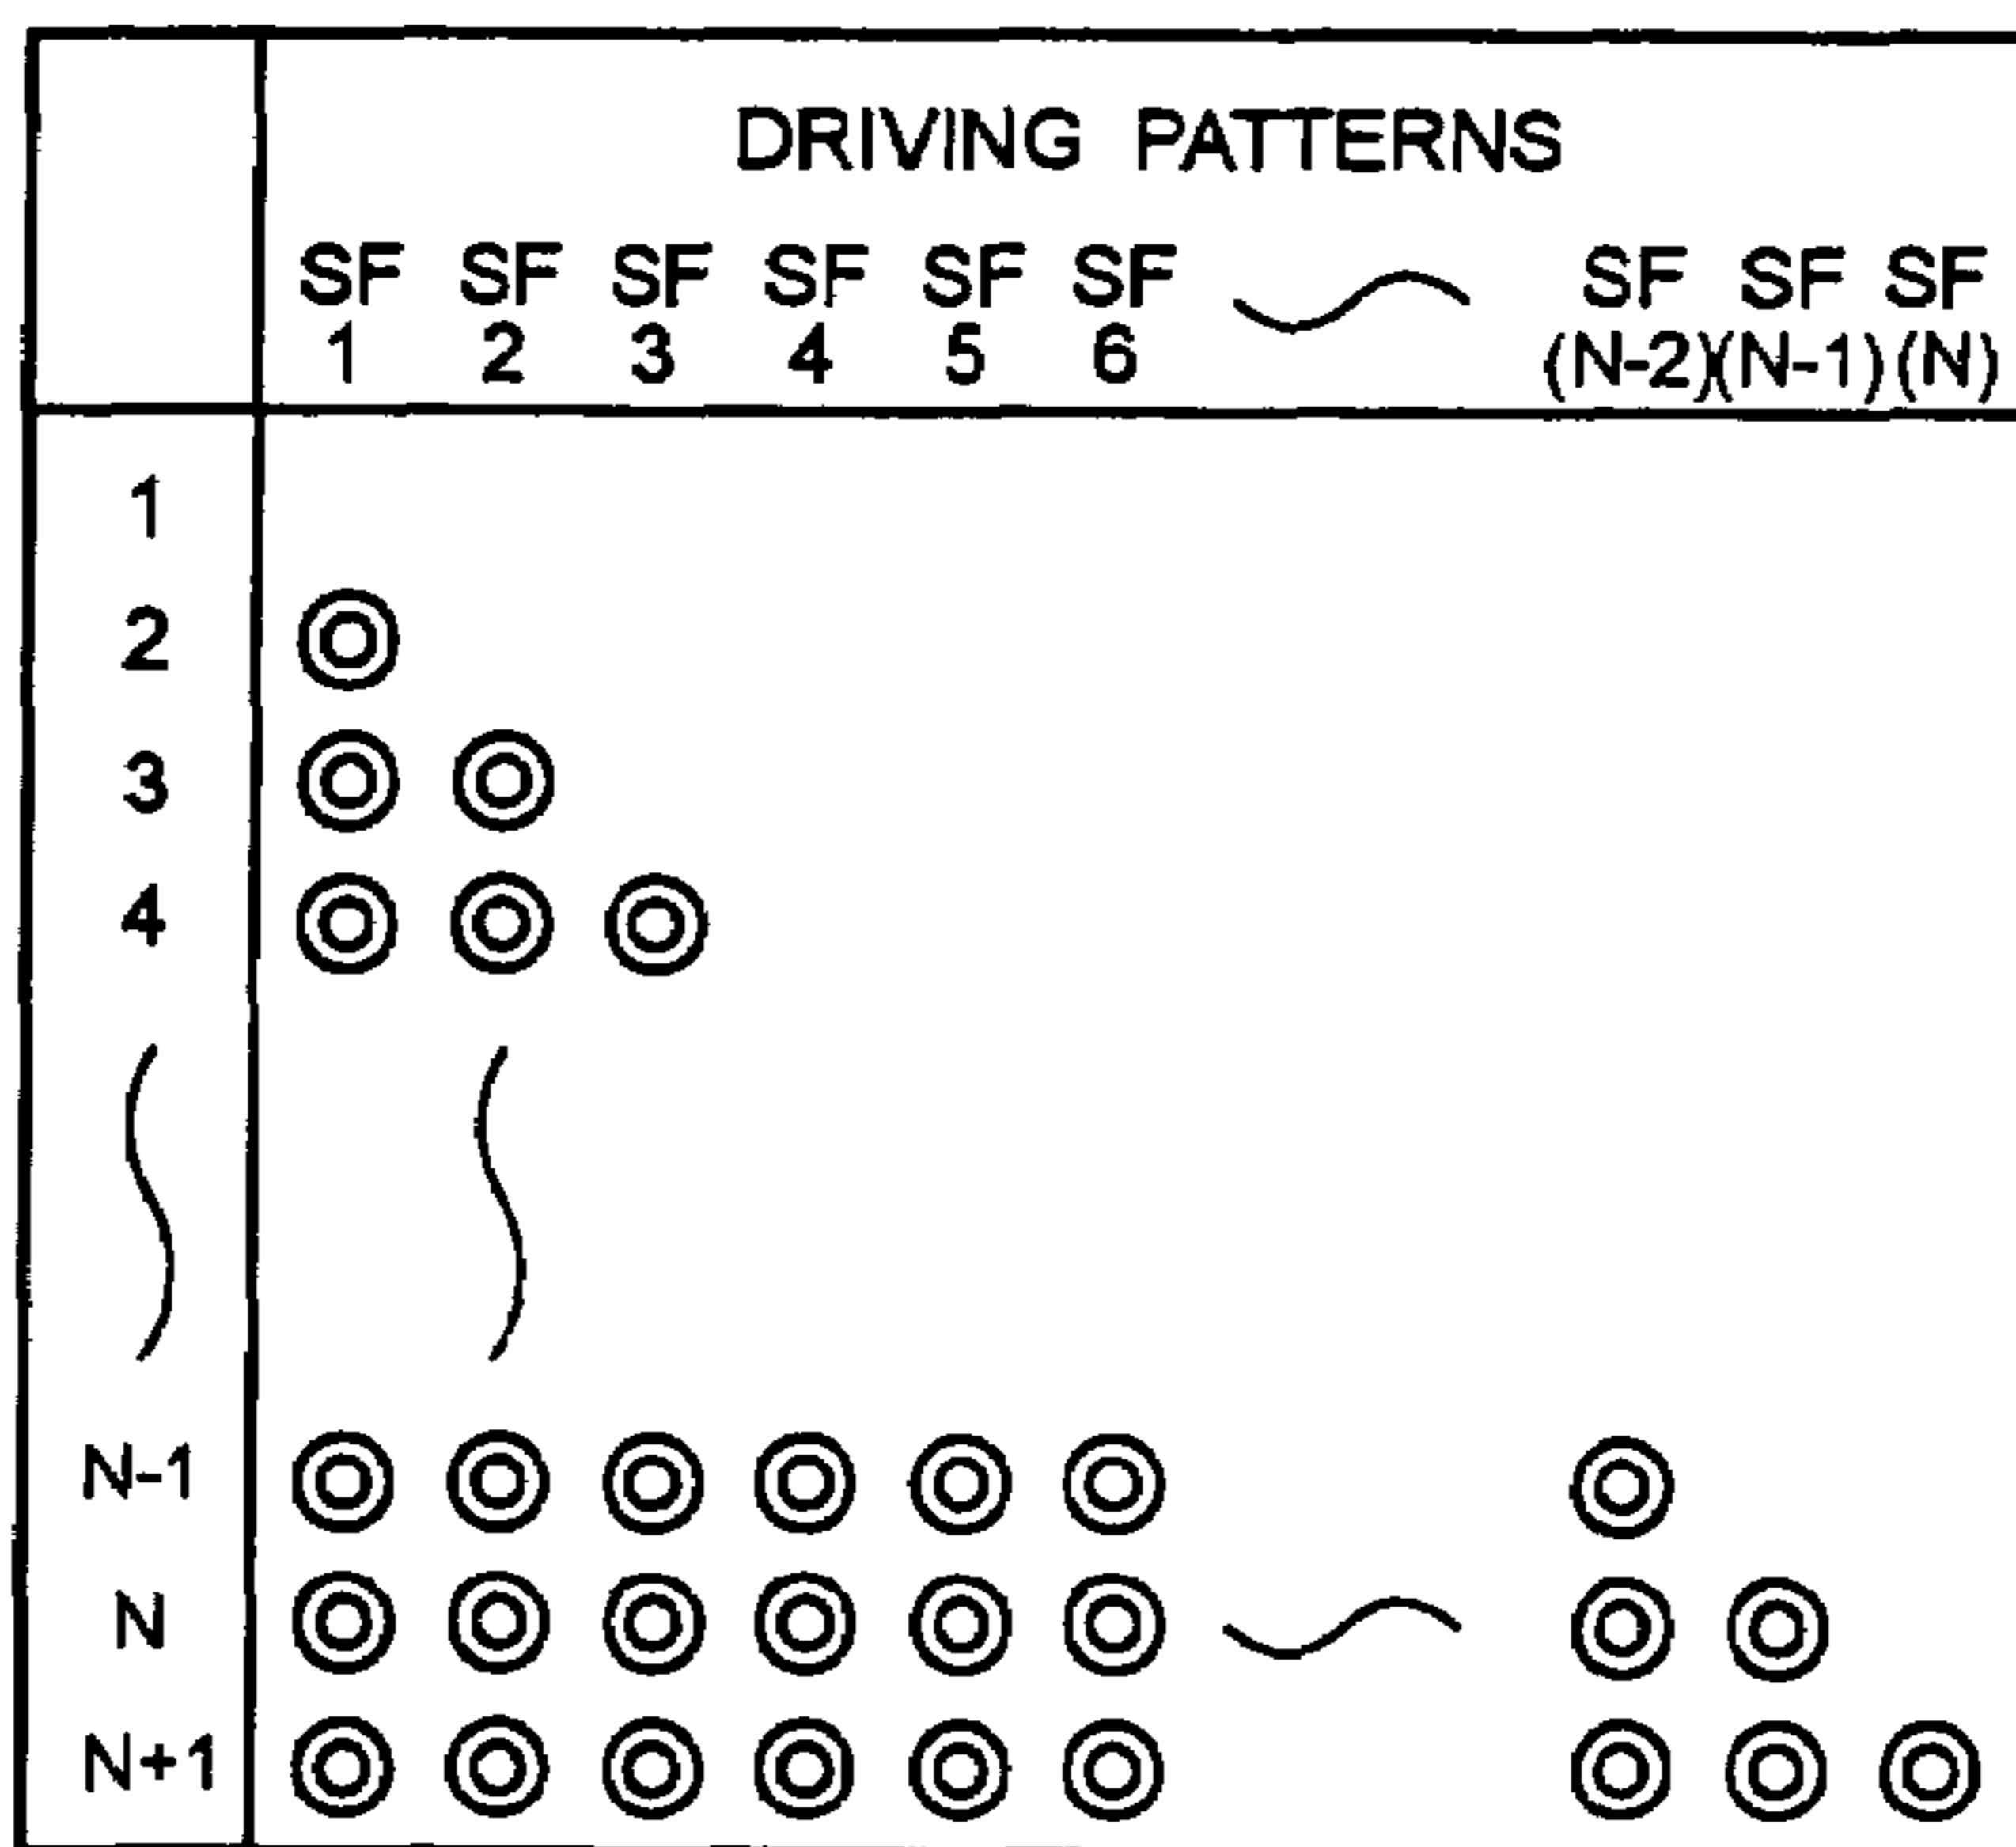 DRIVING PATTERNS
SF SF SF SF SF SF SF SF SF
1 2 3 4 5 6 (N-2)(N-1)(N)
1
2
3
4
N-1
N
N+1